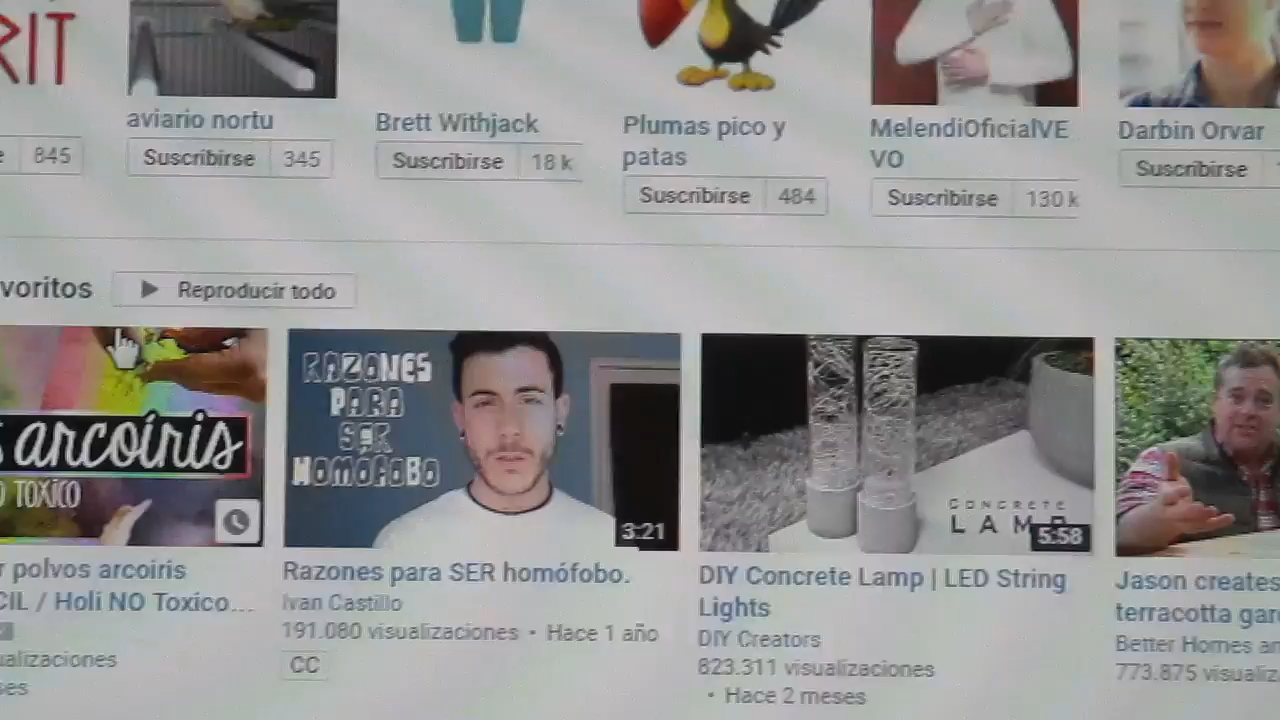 RIT
aviario nortu
Brett Withjack
Plumas pico y
patas
MelendiOficialVE
VO
Darbin Orvar
845
Suscribirse 345
Suscribirse 18 k
Suscribirse 484
Suscribirse 130 k
Suscribirse
voritos
Reproducir todo
arcoíris
O TOXICO
RAZONES
PARA
SER
HOMOFOBO
3:21
CONCRETE
LAMP
5:58
r polvos arcoiris
CIL / Holi NO Toxico...
ualizaciones
ses
Razones para SER homófobo.
Ivan Castillo
191.080 visualizaciones • Hace 1 año
CC
DIY Concrete Lamp | LED String
Lights
DIY Creators
823.311 visualizaciones
• Hace 2 meses
Jason creates
terracotta gar
Better Homes an
773.875 visualiz